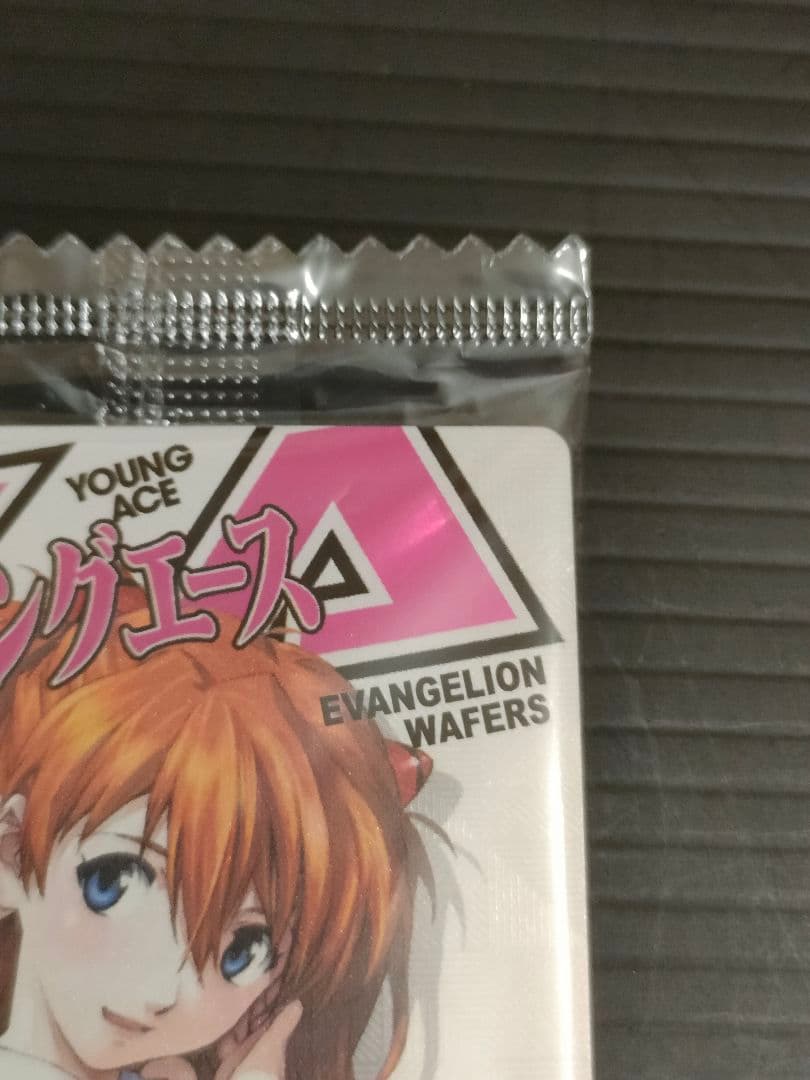 YOUNG
ACE
ングエース
EVANGELION
WAFERS